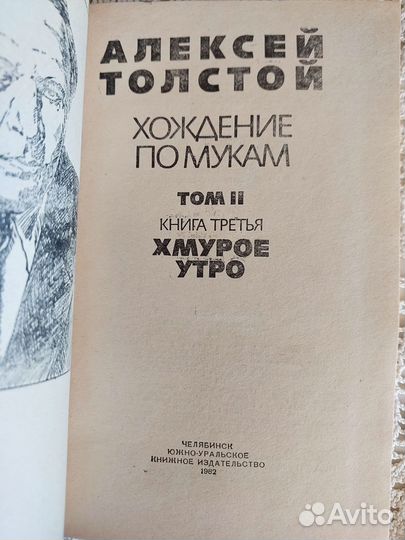 АЛЕКСЕЙ
ТОЛСТОЙ
ХОЖДЕНИЕ
ПО МУКАМ
ТОМ II
КНИГА ТРЕТЬЯ
ХМУРОЕ
УТРО
ЧЕЛЯБИНСК
ЮЖНО-УРАЛЬСКОЕ
КНИЖНОЕ ИЗДАТЕЛЬСТВО
1982
Avito